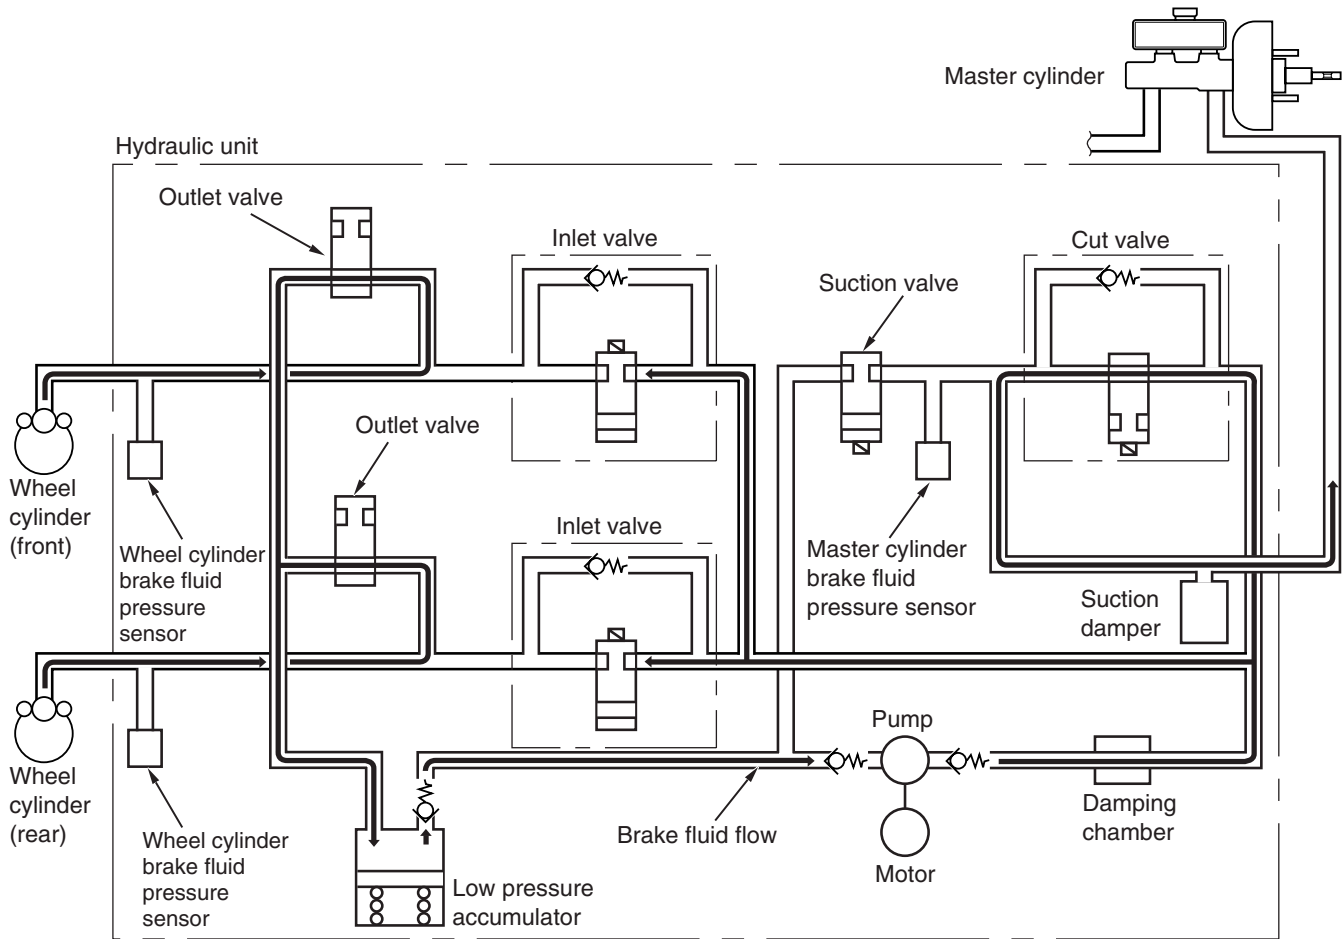 Master cylinder
Hydraulic unit
Outlet valve
Inlet valve
Cut valve
Suction valve
Outlet valve
Wheel
cylinder
(front)
Wheel cylinder
brake fluid
pressure
sensor
Inlet valve
Master cylinder
brake fluid
pressure sensor
Suction
damper
Pump
Wheel
cylinder
(rear)
Wheel cylinder
brake fluid
pressure
sensor
Brake fluid flow
Damping
chamber
Motor
Low pressure
accumulator